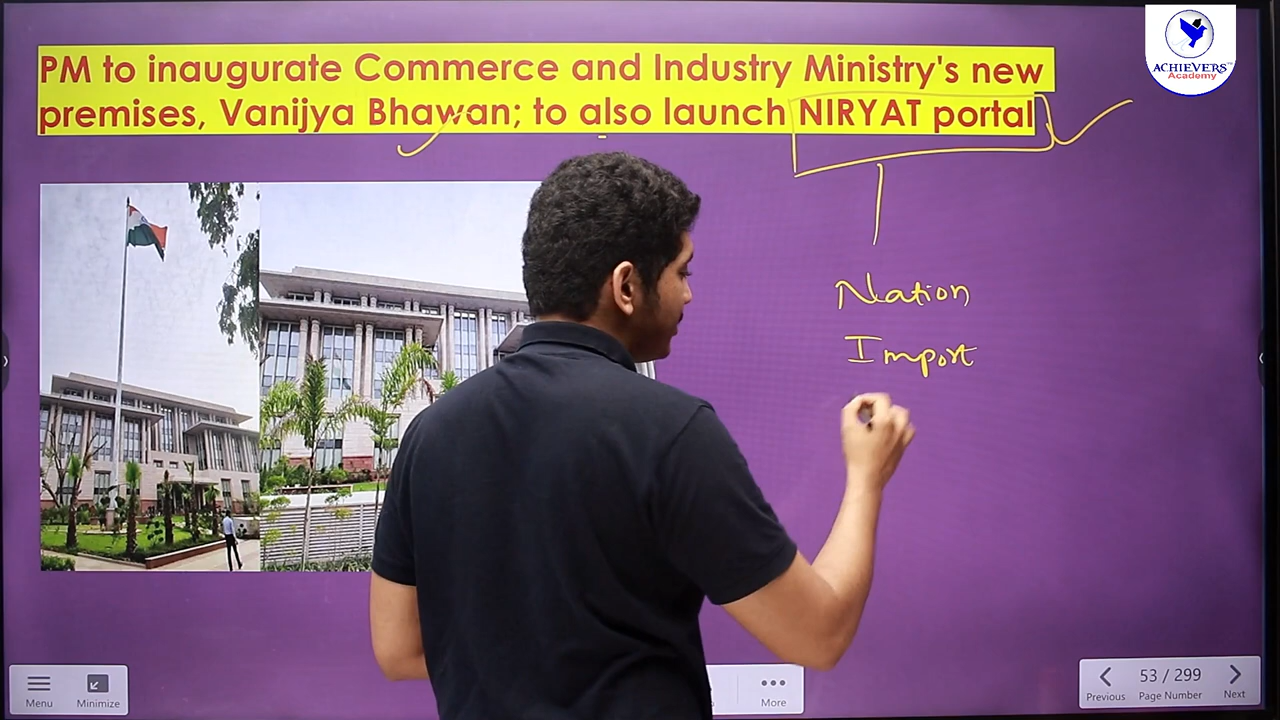 ACHIEVERS
Academy
PM to inaugurate Commerce and Industry Ministry's new
premises, Vanijya Bhawan; to also launch NIRYAT portal
Nation
Import
Menu
Minimize
More
Previous
53 / 299
Page Number
Next